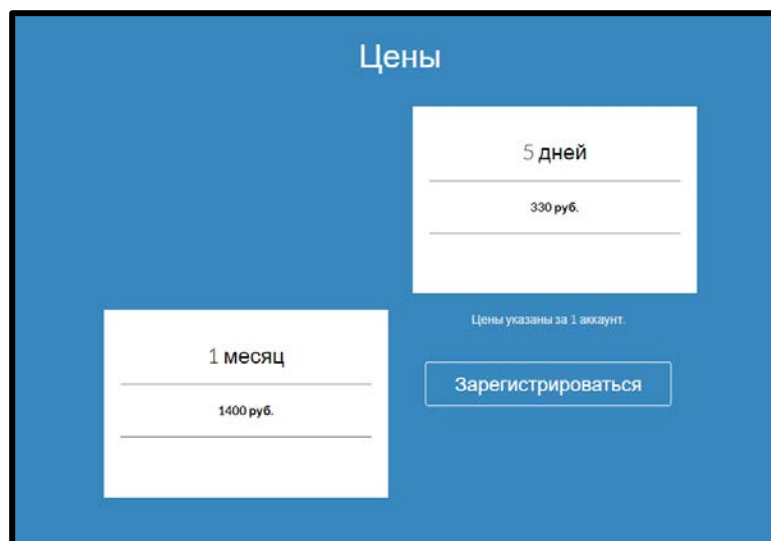 Цены
5 дней
330 руб.
Цены указаны за 1 аккаунт.
1 месяц
1400 руб.
Зарегистрироваться